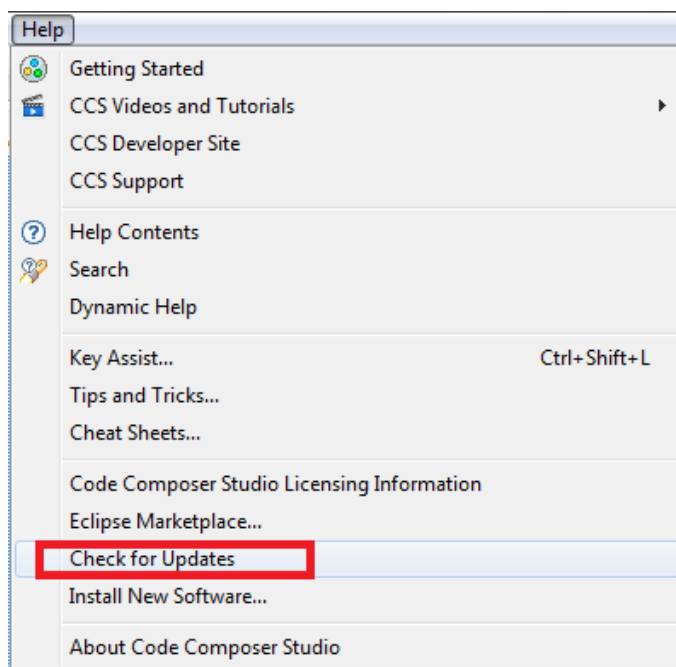 Help
Getting Started
CCS Videos and Tutorials
CCS Developer Site
CCS Support
Help Contents
Search
Dynamic Help
Key Assist... Ctrl+Shift+L
Tips and Tricks...
Cheat Sheets...
Code Composer Studio Licensing Information
Eclipse Marketplace...
Check for Updates
Install New Software...
About Code Composer Studio